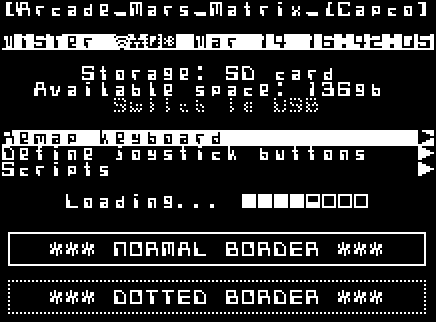 [Arcade_Mars_Matrix_[Capco]
MiSTer Mar 14 16:42:05
Storage: SD card
Available space: 136gb
Switch to USB
Remap keyboard
Define joystick buttons
Scripts
Loading...
*** NORMAL BORDER ***
*** DOTTED BORDER ***